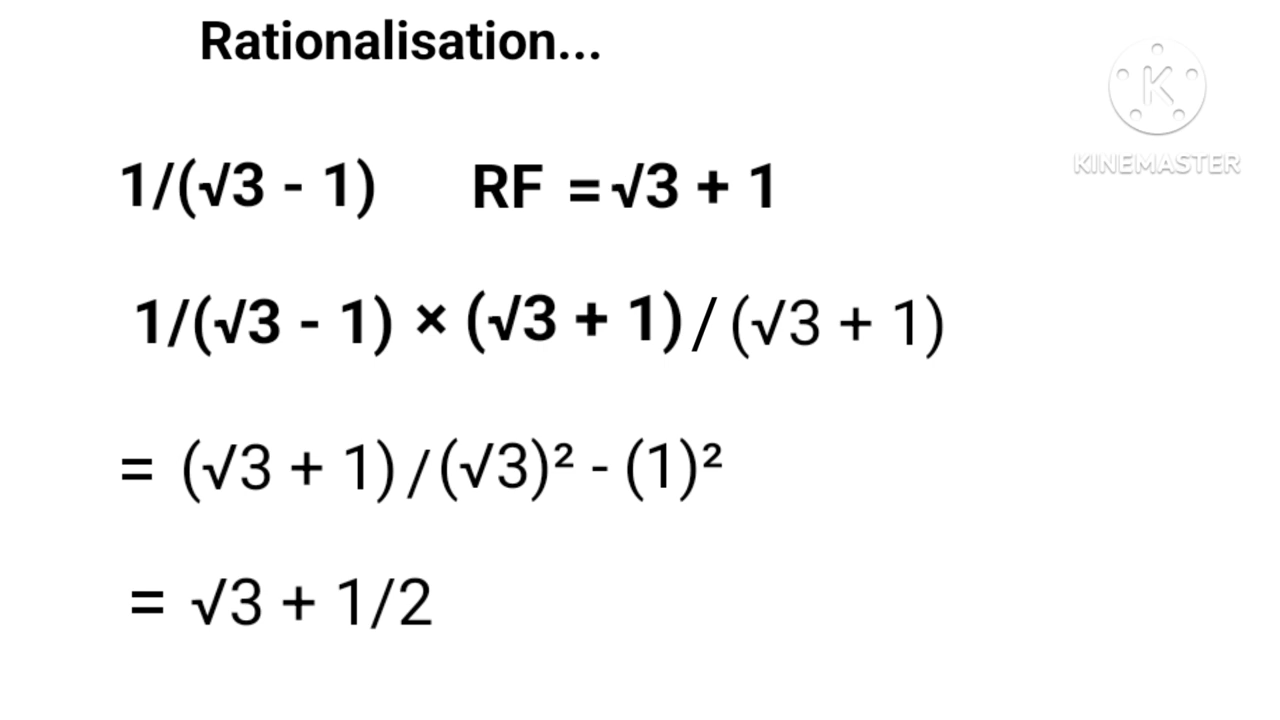 Rationalisation...
K
KINEMASTER
1/(√3 - 1) RF = √3 + 1
1/(√3 - 1) × (√3 + 1) / (√3 + 1)
= (√3 + 1) / (√3)² - (1)²
= √3 + 1/2